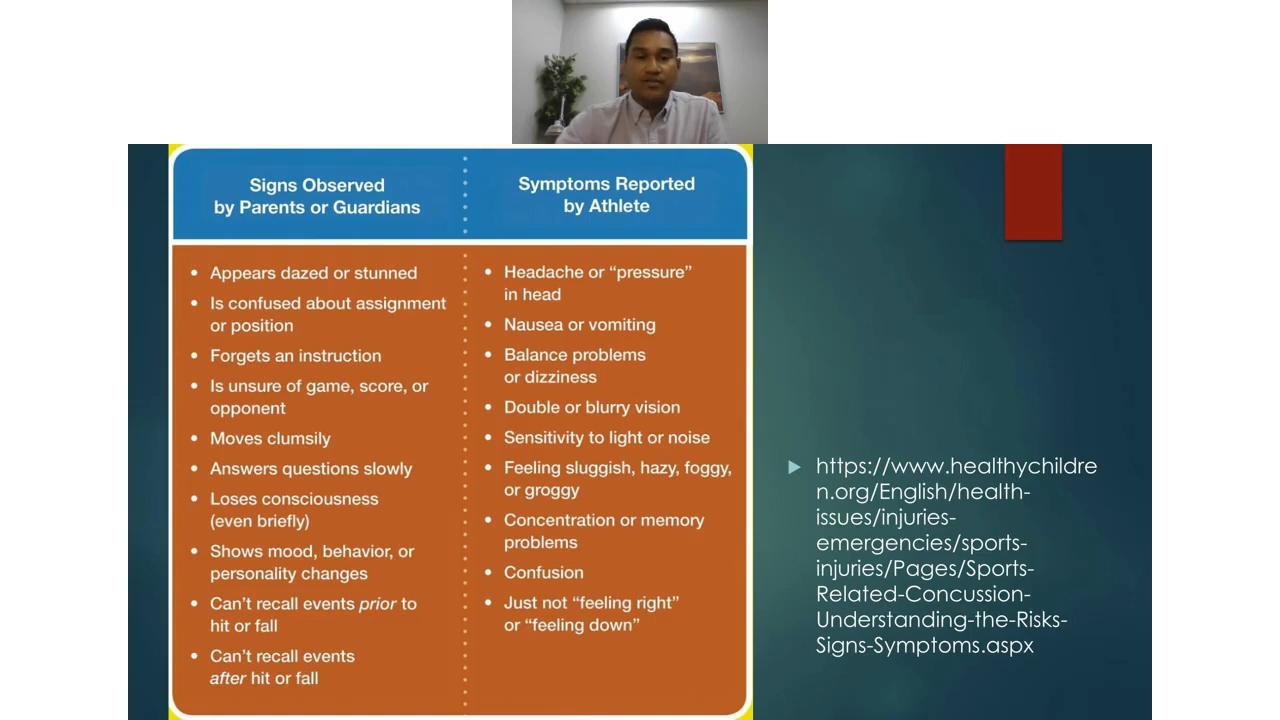 Signs Observed
by Parents or Guardians
• Appears dazed or stunned
• Is confused about assignment
or position
• Forgets an instruction
• Is unsure of game, score, or
opponent
• Moves clumsily
• Answers questions slowly
• Loses consciousness
(even briefly)
• Shows mood, behavior, or
personality changes
• Can’t recall events prior to
hit or fall
• Can’t recall events
after hit or fall
Symptoms Reported
by Athlete
• Headache or “pressure”
in head
• Nausea or vomiting
• Balance problems
or dizziness
• Double or blurry vision
• Sensitivity to light or noise
• Feeling sluggish, hazy, foggy,
or groggy
• Concentration or memory
problems
• Confusion
• Just not “feeling right”
or “feeling down”
https://www.healthychildre
n.org/English/health-
issues/injuries-
emergencies/sports-
injuries/Pages/Sports-
Related-Concussion-
Understanding-the-Risks-
Signs-Symptoms.aspx